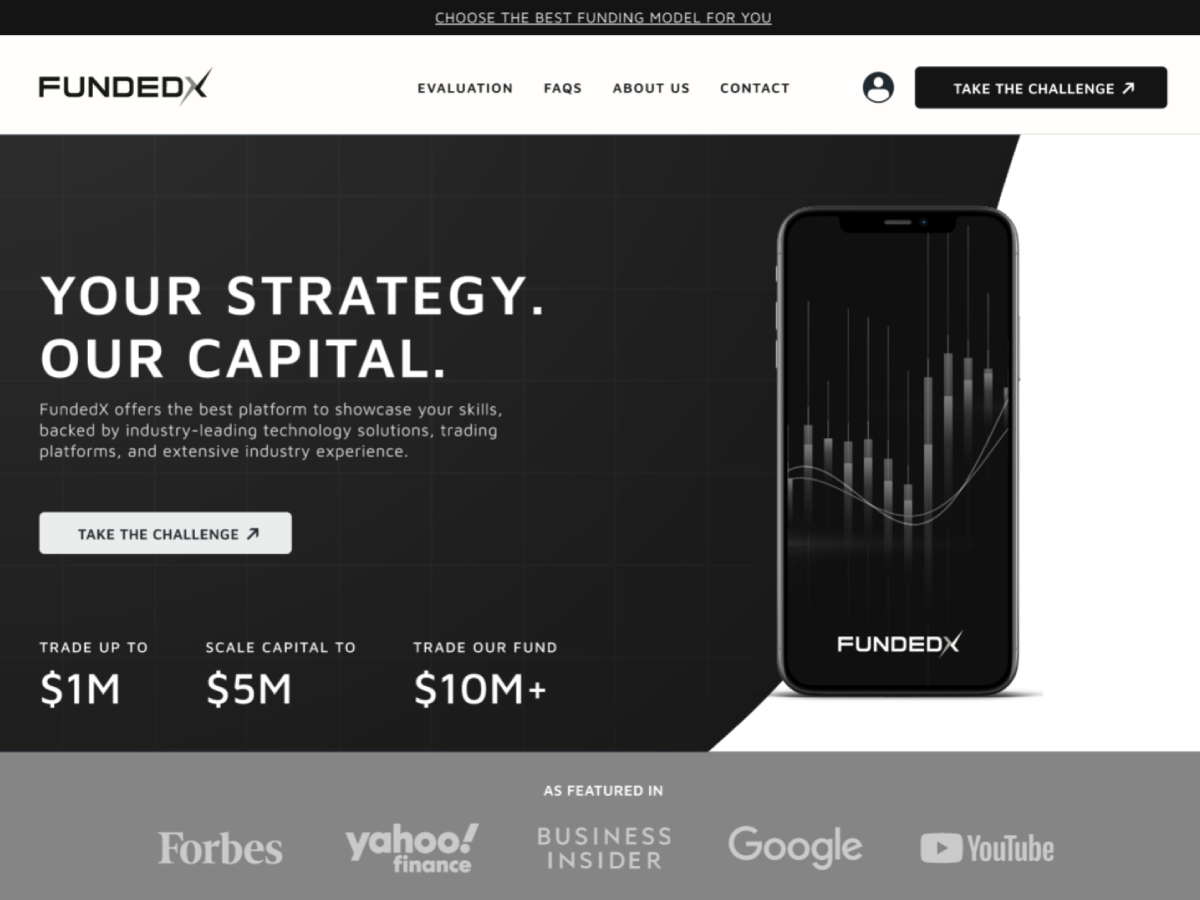 CHOOSE THE BEST FUNDING MODEL FOR YOU
FUNDEDX
EVALUATION FAQS ABOUT US CONTACT
TAKE THE CHALLENGE
YOUR STRATEGY.
OUR CAPITAL.
FundedX offers the best platform to showcase your skills,
backed by industry-leading technology solutions, trading
platforms, and extensive industry experience.
TAKE THE CHALLENGE
TRADE UP TO
$1M
SCALE CAPITAL TO
$5M
TRADE OUR FUND
$10M+
FUNDEDX
AS FEATURED IN
Forbes
yahoo!
finance
BUSINESS
INSIDER
Google
YouTube